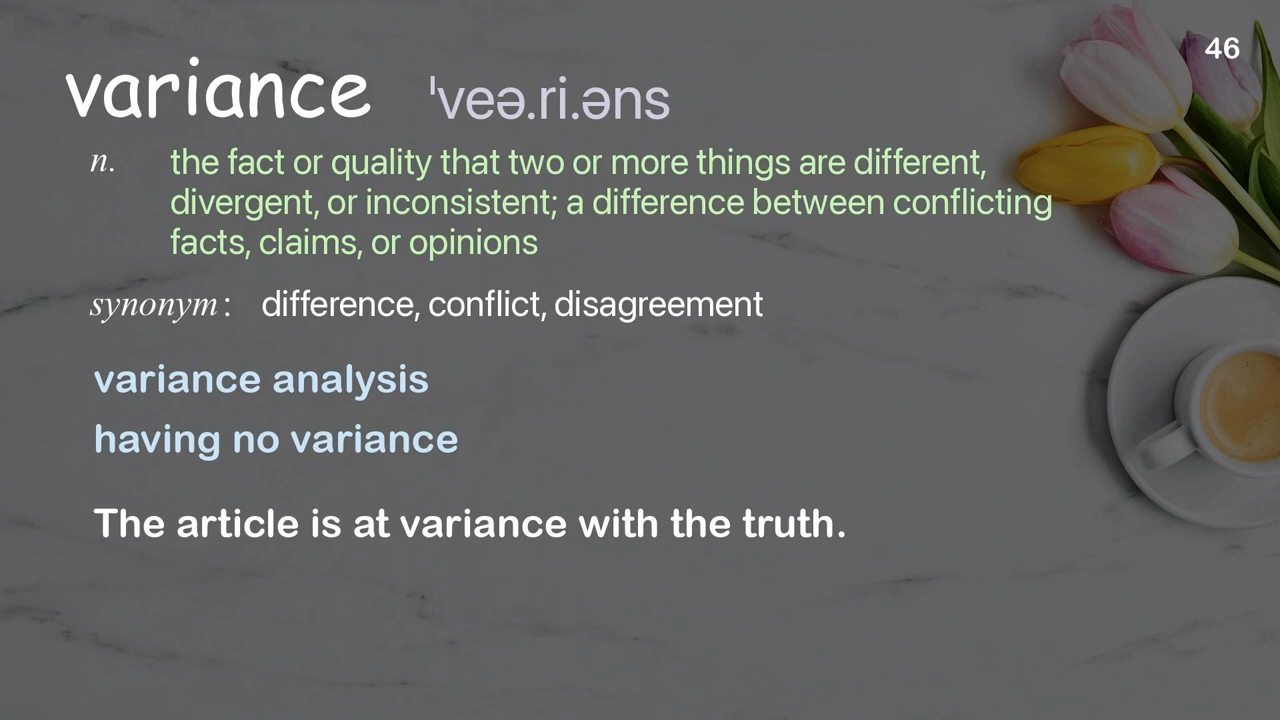 46
variance ˈveə.ri.əns
n. the fact or quality that two or more things are different,
divergent, or inconsistent; a difference between conflicting
facts, claims, or opinions
synonym : difference, conflict, disagreement
variance analysis
having no variance
The article is at variance with the truth.